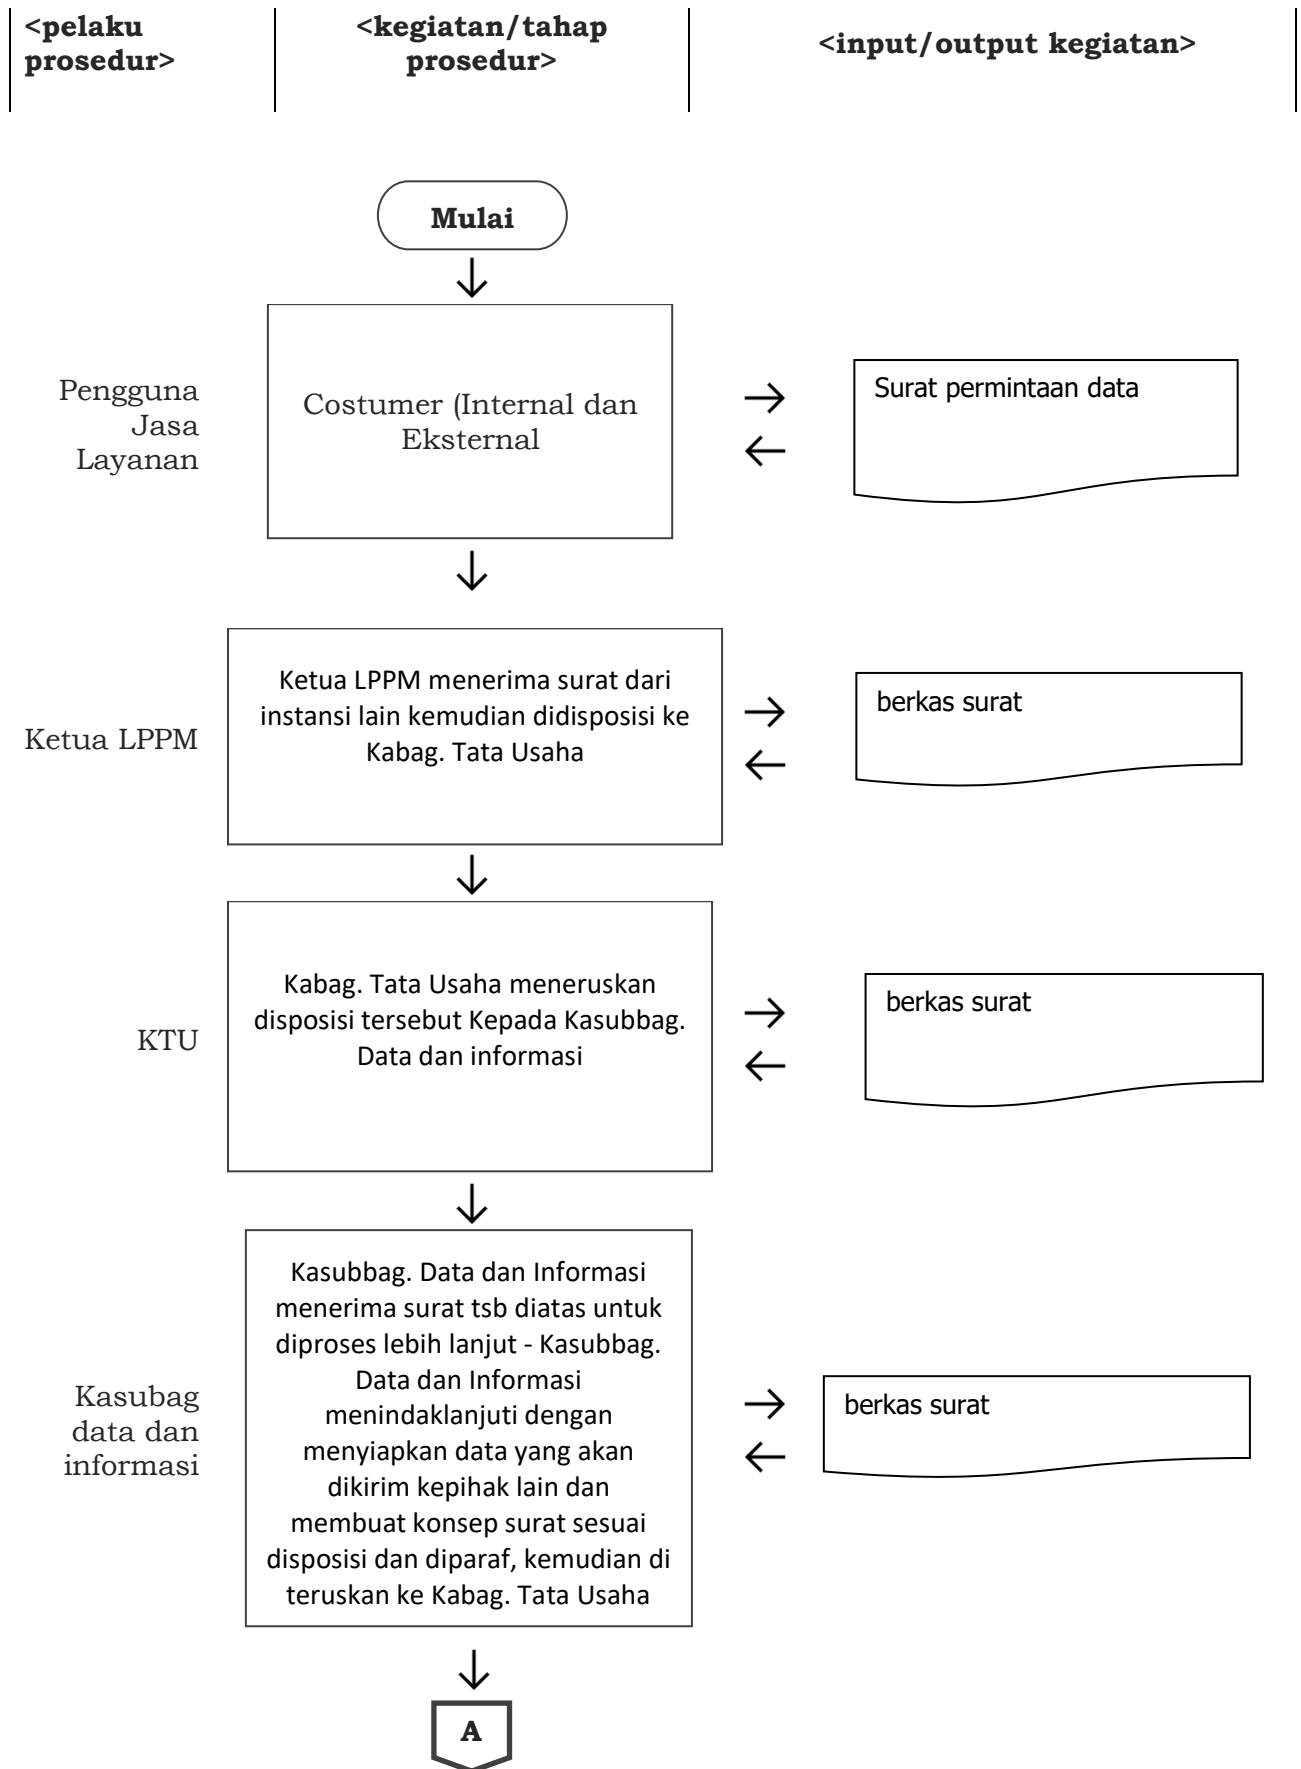 <pelaku
prosedur>
<kegiatan/tahap
prosedur>
<input/output kegiatan>
Mulai
Pengguna
Jasa
Layanan
Costumer (Internal dan
Eksternal
Surat permintaan data
Ketua LPPM
Ketua LPPM menerima surat dari
instansi lain kemudian didisposisi ke
Kabag. Tata Usaha
berkas surat
KTU
Kabag. Tata Usaha meneruskan
disposisi tersebut Kepada Kasubbag.
Data dan informasi
berkas surat
Kasubag
data dan
informasi
Kasubbag. Data dan Informasi
menerima surat tsb diatas untuk
diproses lebih lanjut - Kasubbag.
Data dan Informasi
menindaklanjuti dengan
menyiapkan data yang akan
dikirim kepihak lain dan
membuat konsep surat sesuai
disposisi dan diparaf, kemudian di
teruskan ke Kabag. Tata Usaha
berkas surat
A